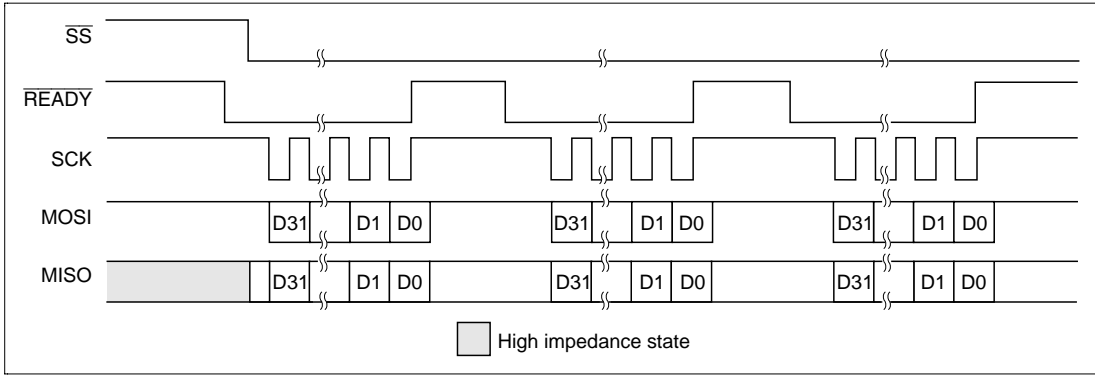 SS
READY
SCK
MOSI D31 D1 D0 D31 D1 D0 D31 D1 D0
MISO D31 D1 D0 D31 D1 D0 D31 D1 D0
High impedance state